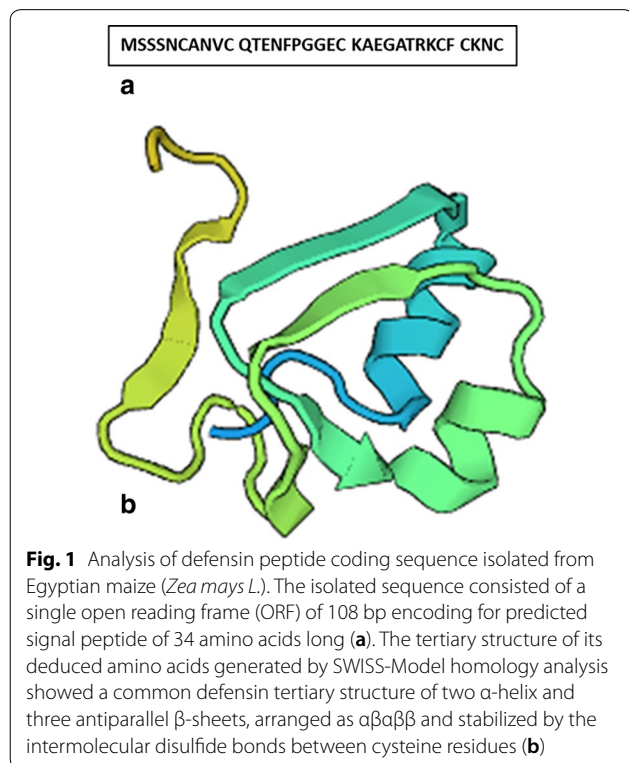 MSSSNCANVC QTENFPGGEC KAEGATRKCF CKNC
a
b
Fig. 1 Analysis of defensin peptide coding sequence isolated from
Egyptian maize (Zea mays L.). The isolated sequence consisted of a
single open reading frame (ORF) of 108 bp encoding for predicted
signal peptide of 34 amino acids long (a). The tertiary structure of its
deduced amino acids generated by SWISS-Model homology analysis
showed a common defensin tertiary structure of two α-helix and
three antiparallel β-sheets, arranged as αβαββ and stabilized by the
intermolecular disulfide bonds between cysteine residues (b)